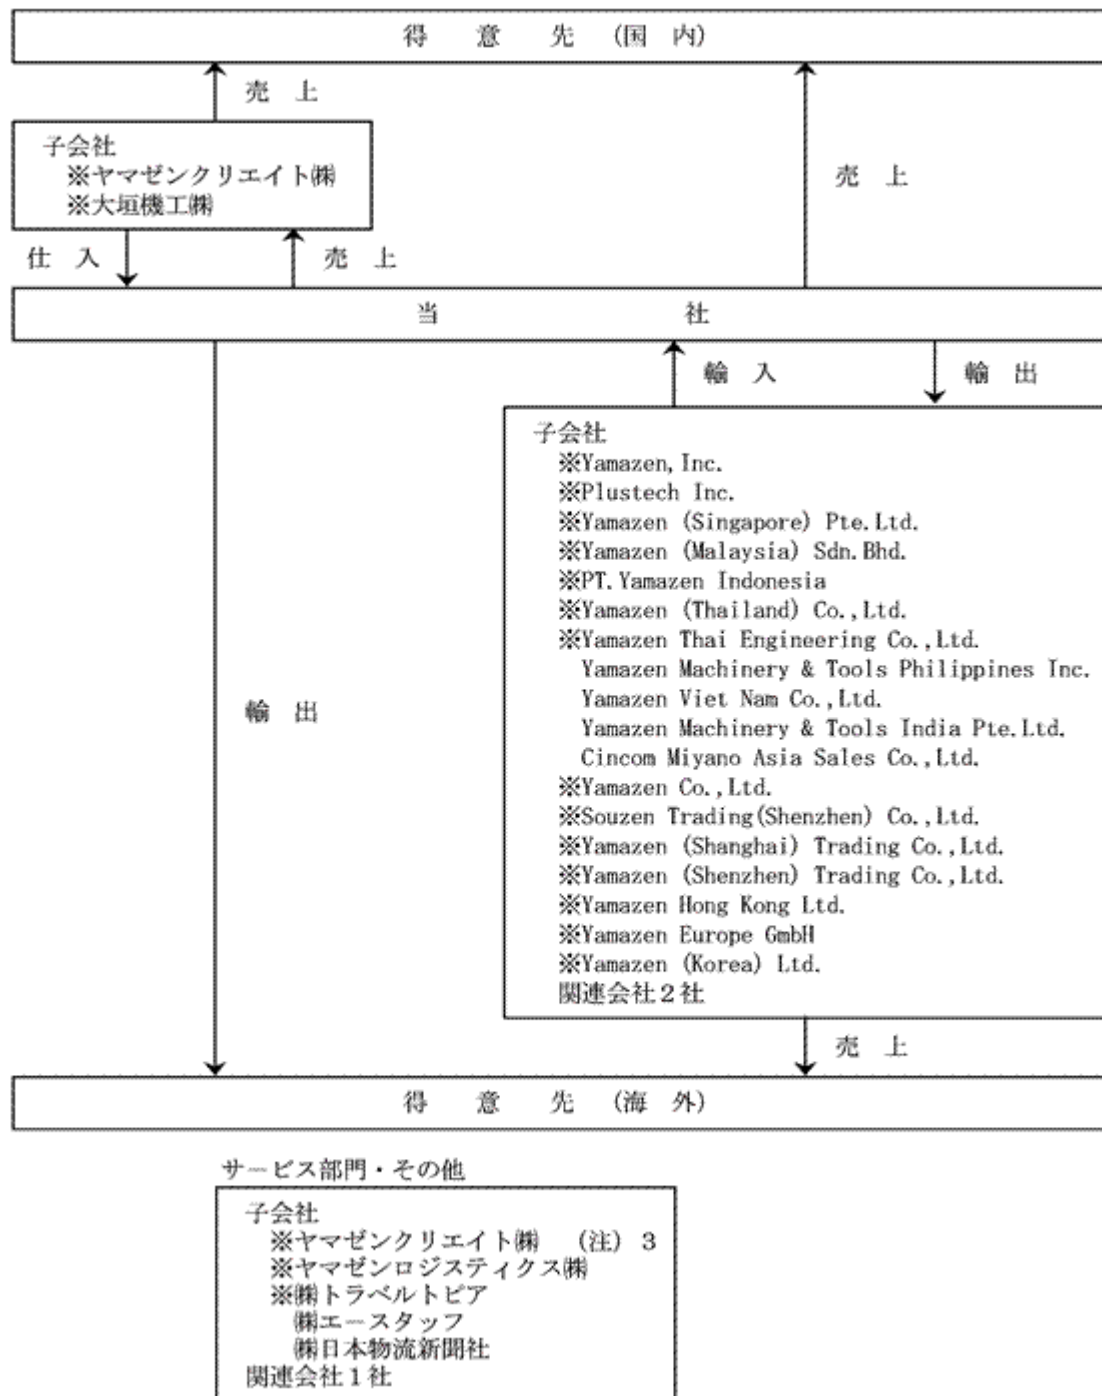 得　意　先　(国　内)
売　上
子会社
※ヤマゼンクリエイト㈱
※大垣機工㈱
売　上
仕　入
売　上
当　　　　社
輸　入
輸　出
子会社
※Yamazen,Inc.
※Plustech Inc.
※Yamazen (Singapore) Pte.Ltd.
※Yamazen (Malaysia) Sdn.Bhd.
※PT.Yamazen Indonesia
※Yamazen (Thailand) Co.,Ltd.
※Yamazen Thai Engineering Co.,Ltd.
Yamazen Machinery & Tools Philippines Inc.
Yamazen Viet Nam Co.,Ltd.
Yamazen Machinery & Tools India Pte.Ltd.
Cincom Miyano Asia Sales Co.,Ltd.
※Yamazen Co.,Ltd.
※Souzen Trading(Shenzhen) Co.,Ltd.
※Yamazen (Shanghai) Trading Co.,Ltd.
※Yamazen (Shenzhen) Trading Co.,Ltd.
※Yamazen Hong Kong Ltd.
※Yamazen Europe GmbH
※Yamazen (Korea) Ltd.
関連会社２社
輸　出
売　上
得　意　先　(海　外)
サービス部門・その他
子会社
※ヤマゼンクリエイト㈱　(注) ３
※ヤマゼンロジスティクス㈱
※㈱トラベルトピア
㈱エースタッフ
㈱日本物流新聞社
関連会社１社